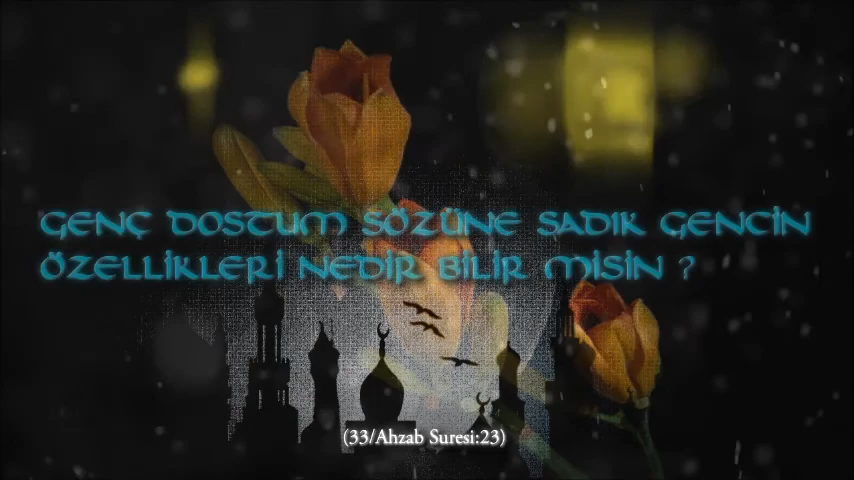 GENÇ DOSTUM SÖZÜNE SADIK GENCİN
ÖZELLİKLERİ NEDİR BİLİR MİSİN ?
(33/Ahzab Suresi:23)